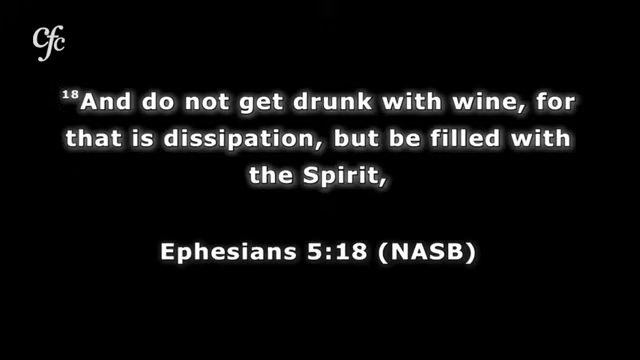 cfc
¹⁸And do not get drunk with wine, for
that is dissipation, but be filled with
the Spirit,
Ephesians 5:18 (NASB)